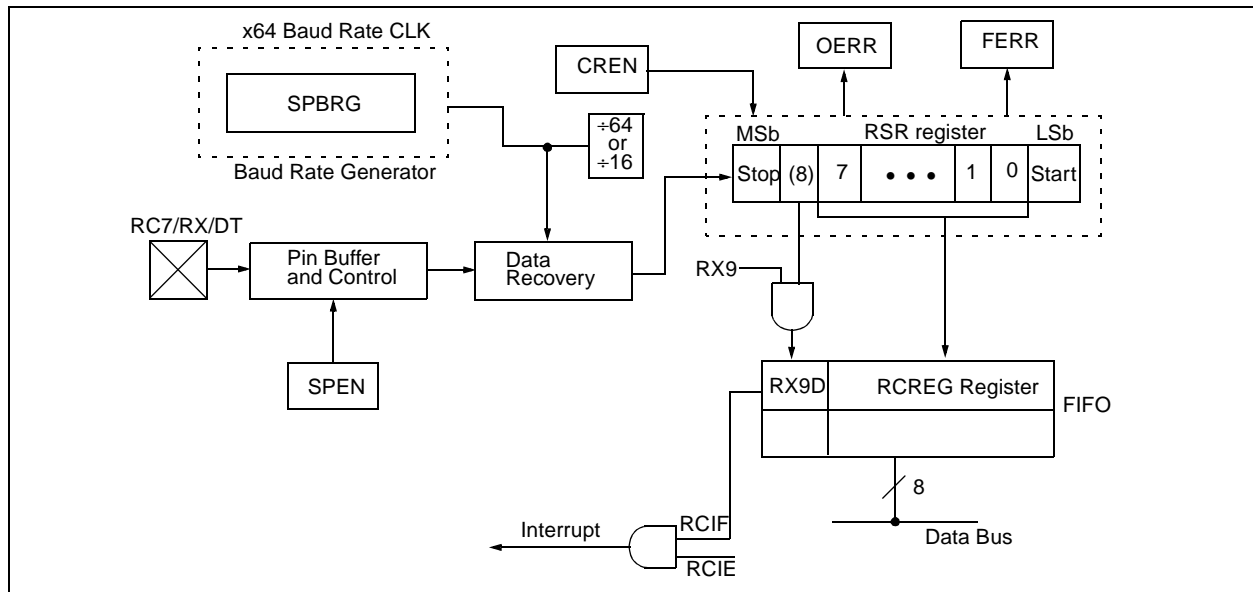 x64 Baud Rate CLK
SPBRG
Baud Rate Generator
CREN
OERR
FERR
÷64
or
÷16
MSb
RSR register
LSb
Stop
(8)
7
• • •
1
0
Start
RC7/RX/DT
Pin Buffer
and Control
Data
Recovery
SPEN
RX9
RX9D
RCREG Register
FIFO
8
Data Bus
Interrupt
RCIF
RCIE